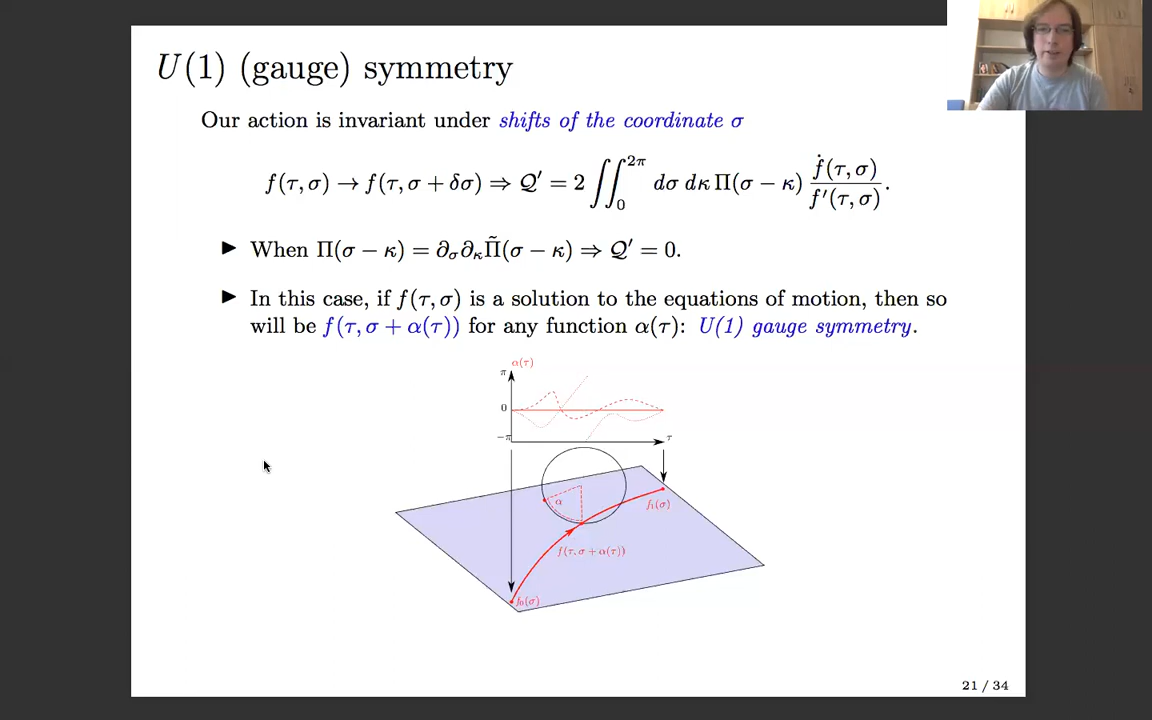 U(1) (gauge) symmetry
Our action is invariant under shifts of the coordinate σ
f(τ, σ) → f(τ, σ + δσ) ⇒ 𝒬′ = 2 ∬₀^{2π} dσ dκ Π(σ − κ) ḟ(τ, σ) / f′(τ, σ) .
▶ When Π(σ − κ) = ∂_σ∂_κ Π̃(σ − κ) ⇒ 𝒬′ = 0.
▶ In this case, if f(τ, σ) is a solution to the equations of motion, then so
will be f(τ, σ + α(τ)) for any function α(τ): U(1) gauge symmetry.
α(τ)
π
0
−π
τ
α
f₁(σ)
f(τ, σ + α(τ))
f₀(σ)
21 / 34